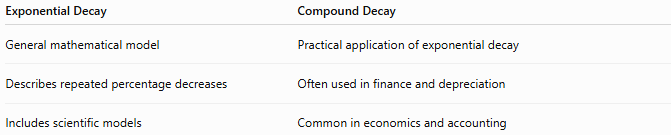 Exponential Decay Compound Decay
General mathematical model Practical application of exponential decay
Describes repeated percentage decreases Often used in finance and depreciation
Includes scientific models Common in economics and accounting